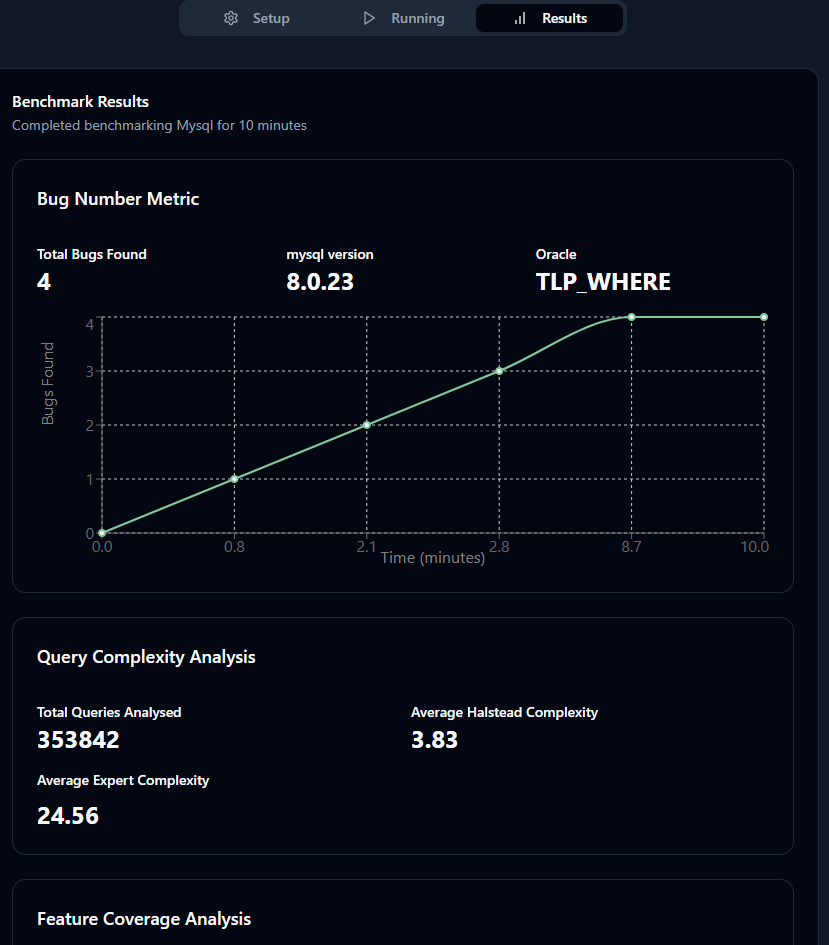 Setup Running Results
Benchmark Results
Completed benchmarking Mysql for 10 minutes
Bug Number Metric
Total Bugs Found mysql version Oracle
4 8.0.23 TLP_WHERE
4
3
2
1
0
Bugs Found
0.0 0.8 2.1 2.8 8.7 10.0
Time (minutes)
Query Complexity Analysis
Total Queries Analysed Average Halstead Complexity
353842 3.83
Average Expert Complexity
24.56
Feature Coverage Analysis